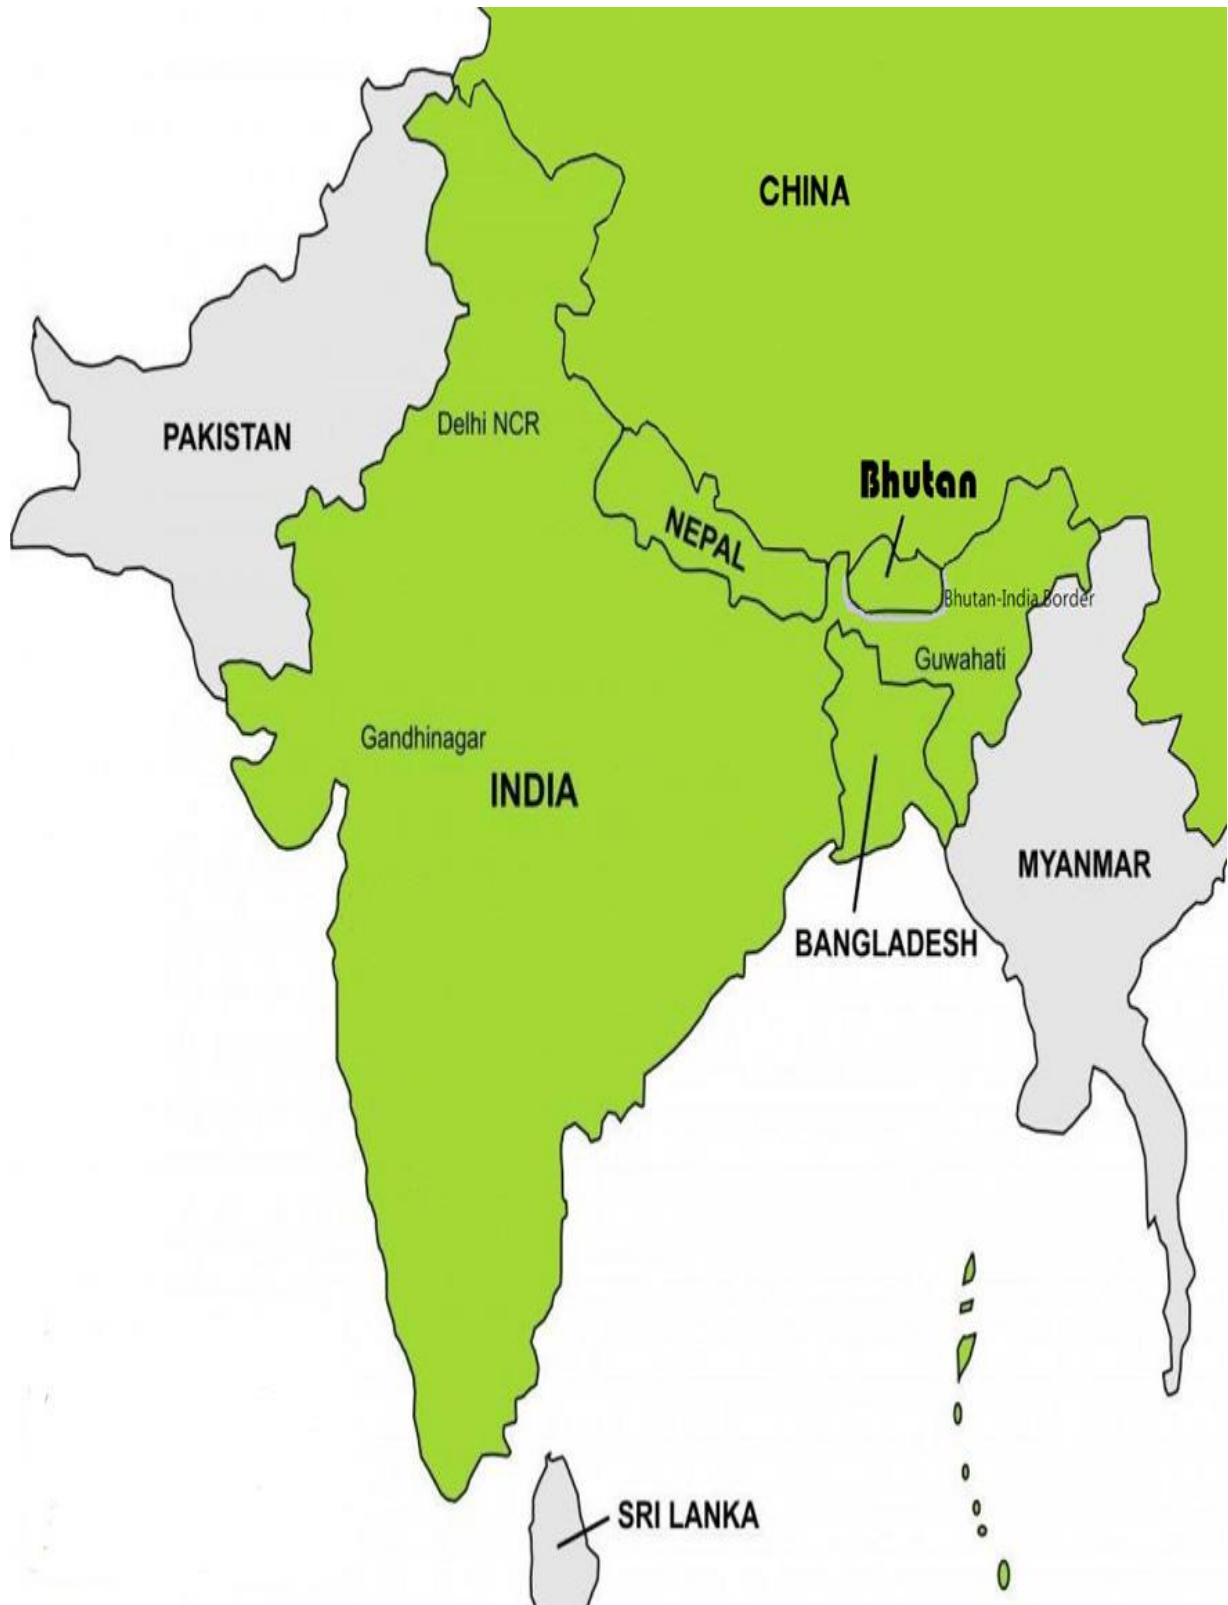 CHINA
Delhi NCR
PAKISTAN
Bhutan
NEPAL
Bhutan-India Border
Guwahati
Gandhinagar
INDIA
MYANMAR
BANGLADESH
SRI LANKA